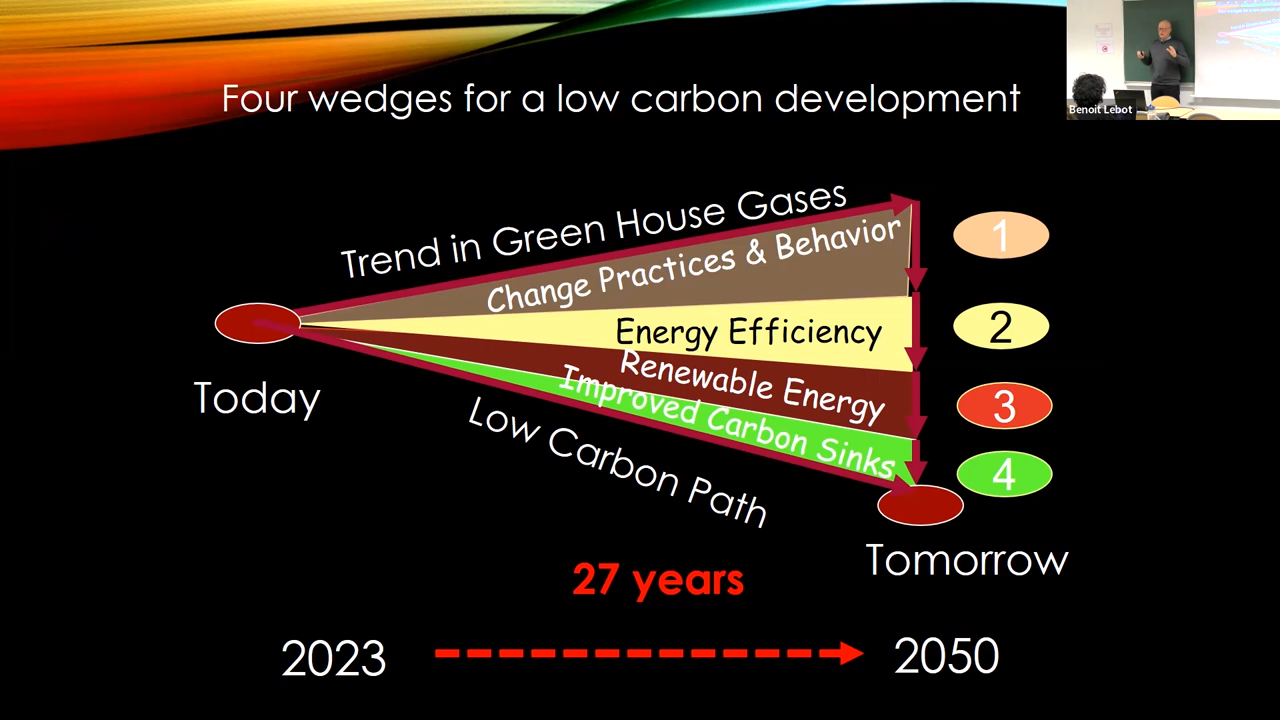 Benoit Lebot
Four wedges for a low carbon development
Trend in Green House Gases
Change Practices & Behavior
1
Energy Efficiency
2
Renewable Energy
3
Improved Carbon Sinks
4
Today
Low Carbon Path
Tomorrow
27 years
2023
2050